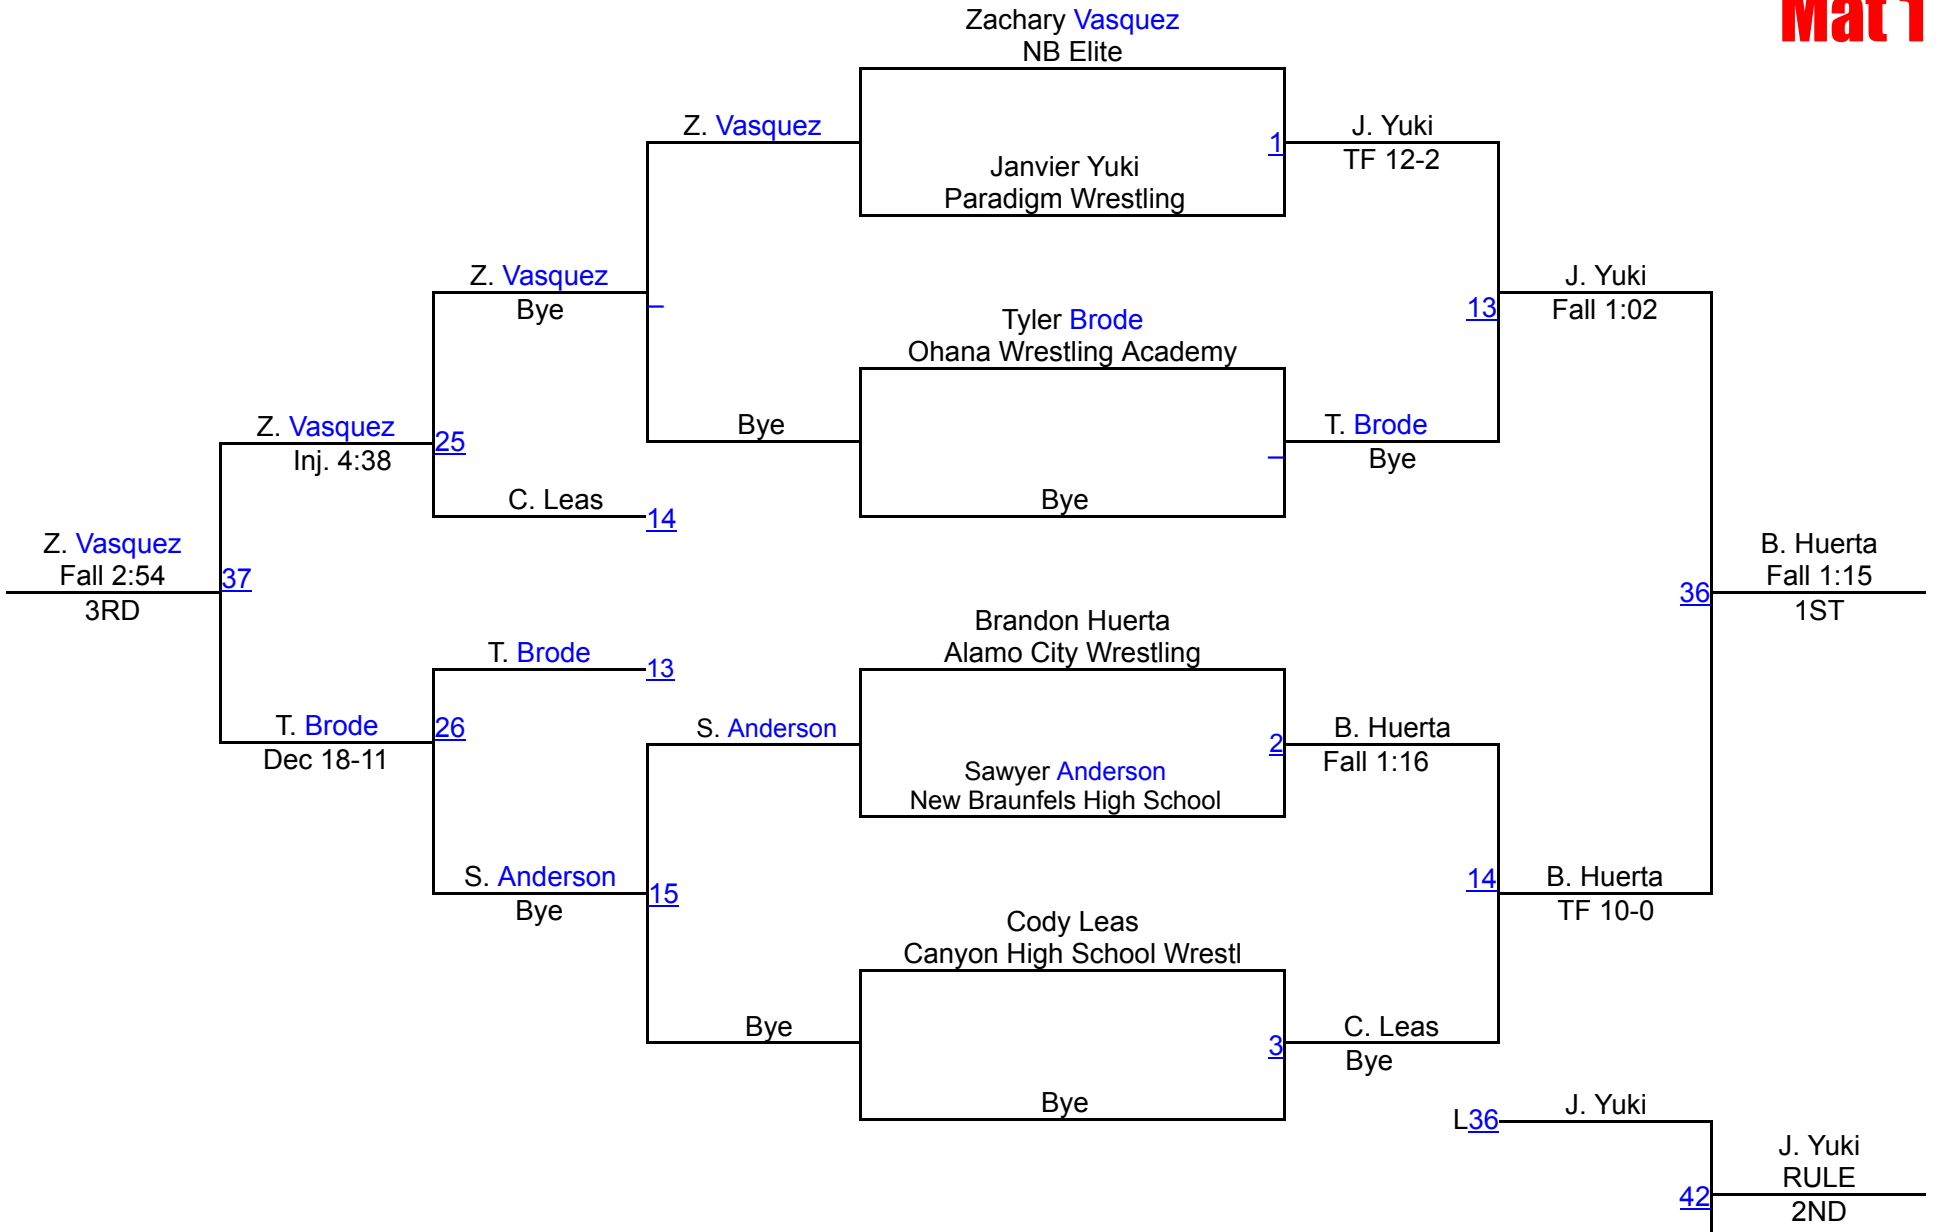 Mat 1
Zachary Vasquez
NB Elite
Z. Vasquez
1
J. Yuki
TF 12-2
Janvier Yuki
Paradigm Wrestling
Z. Vasquez
Bye
J. Yuki
Fall 1:02
13
Tyler Brode
Ohana Wrestling Academy
Z. Vasquez
Inj. 4:38
25
Bye
T. Brode
Bye
C. Leas
14
Bye
Z. Vasquez
Fall 2:54
3RD
37
B. Huerta
Fall 1:15
1ST
36
Brandon Huerta
Alamo City Wrestling
T. Brode
13
T. Brode
Dec 18-11
26
S. Anderson
2
B. Huerta
Fall 1:16
Sawyer Anderson
New Braunfels High School
S. Anderson
Bye
15
14
B. Huerta
TF 10-0
Cody Leas
Canyon High School Wrestl
Bye
3
C. Leas
Bye
Bye
L36
J. Yuki
J. Yuki
RULE
2ND
42